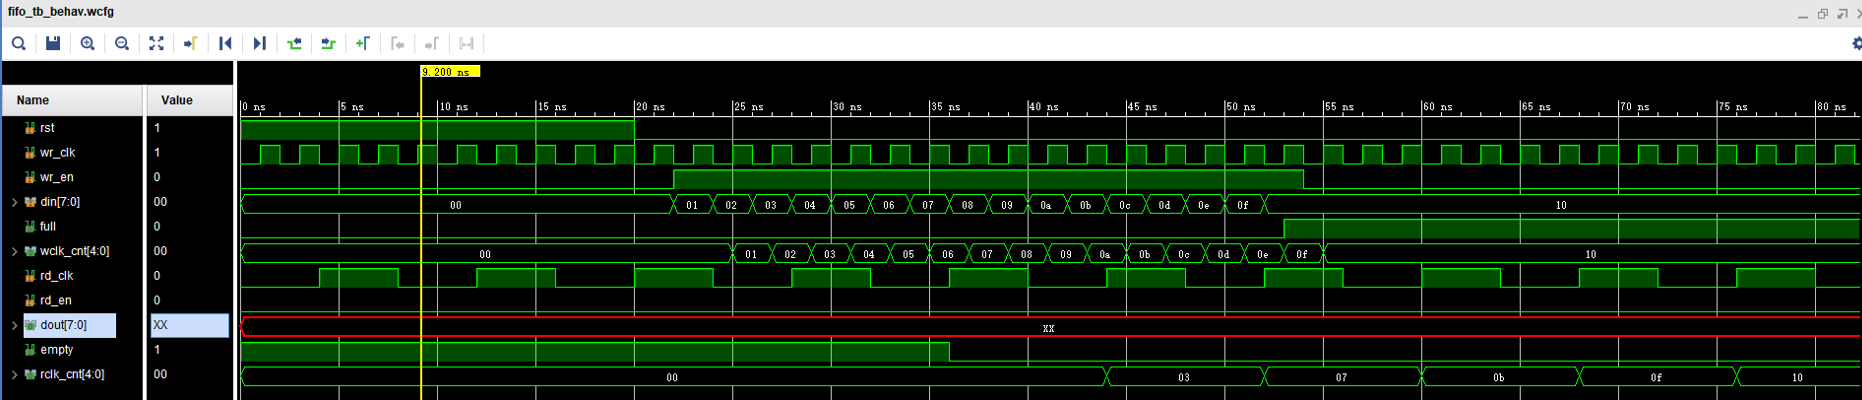 fifo_tb_behav.wcfg
9.200 ns
Name Value 0 ns 5 ns 10 ns 15 ns 20 ns 25 ns 30 ns 35 ns 40 ns 45 ns 50 ns 55 ns 60 ns 65 ns 70 ns 75 ns 80 ns
rst 1
wr_clk 1
wr_en 0
din[7:0] 00 00 01 02 03 04 05 06 07 08 09 0a 0b 0c 0d 0e 0f 10
full 0
wclk_cnt[4:0] 00 00 01 02 03 04 05 06 07 08 09 0a 0b 0c 0d 0e 0f 10
rd_clk 0
rd_en 0
dout[7:0] XX XX
empty 1
rclk_cnt[4:0] 00 00 03 07 0b 0f 10